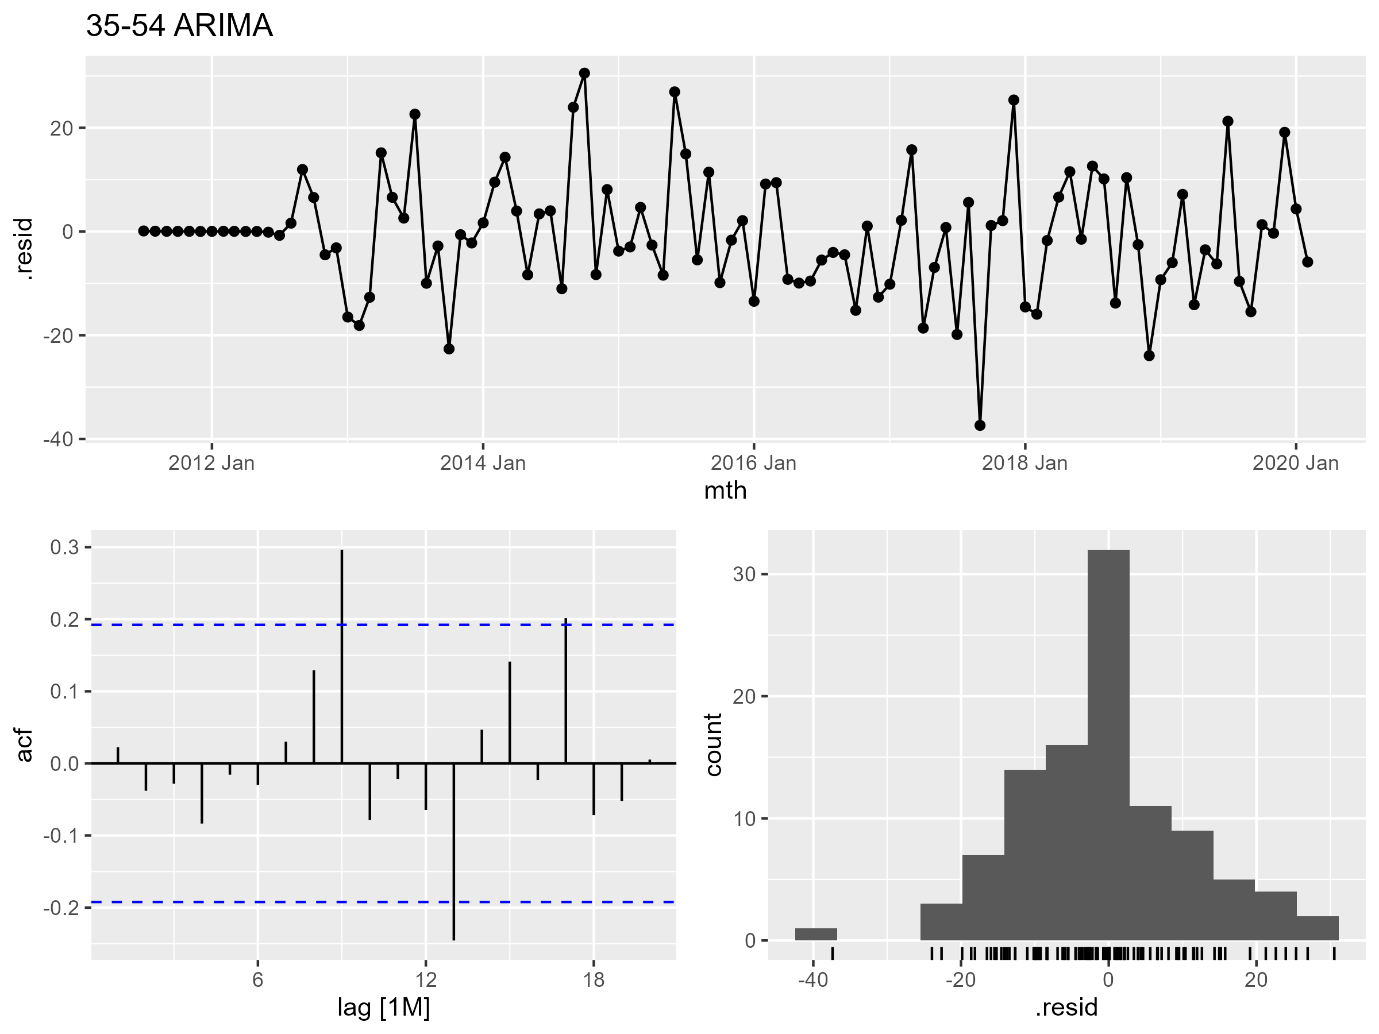 35-54 ARIMA
.resid
20
0
-20
-40
2012 Jan
2014 Jan
2016 Jan
2018 Jan
2020 Jan
mth
acf
0.3
0.2
0.1
0.0
-0.1
-0.2
6
12
18
lag [1M]
count
30
20
10
0
-40
-20
0
20
.resid